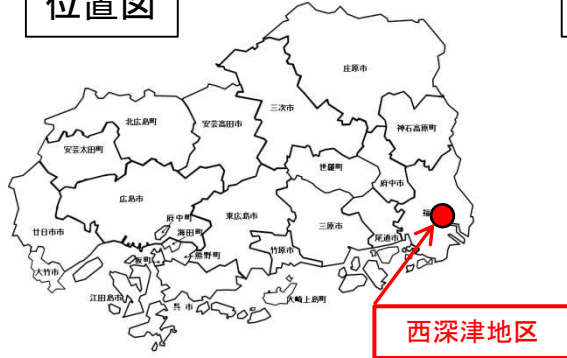 位置図
庄原市
三次市
北広島町
安芸高田市
神石高原町
安芸太田町
世羅町
府中市
広島市
府中町
東広島市
三原市
福
海田町
尾道市
廿日市市
熊野町
竹原市
坂町
大竹市
江田島市
大崎上島町
呉市
西深津地区